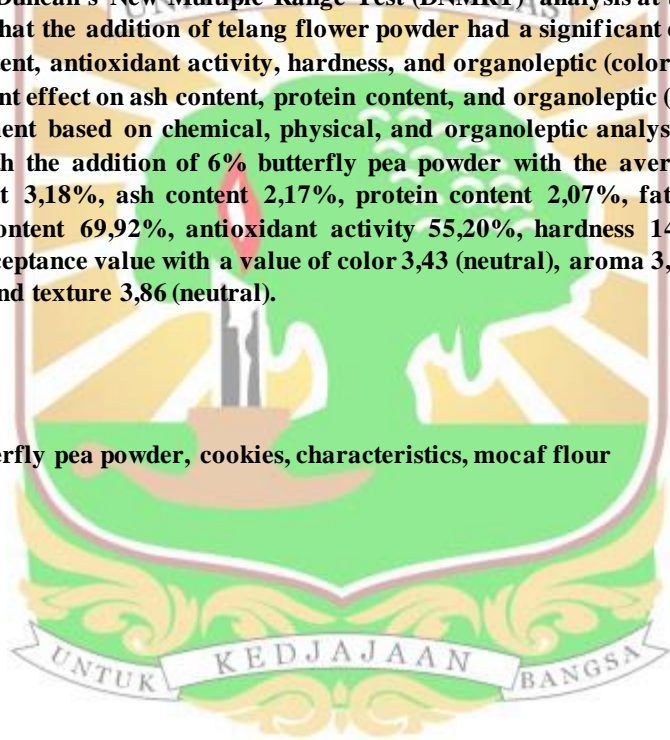 Duncan's New Multiple Range Test (DNMRT) analysis at
hat the addition of telang flower powder had a significant
ent, antioxidant activity, hardness, and organoleptic (color
nt effect on ash content, protein content, and organoleptic (
ent based on chemical, physical, and organoleptic analys
h the addition of 6% butterfly pea powder with the aver
t 3,18%, ash content 2,17%, protein content 2,07%, fat
ontent 69,92%, antioxidant activity 55,20%, hardness 14
ceptance value with a value of color 3,43 (neutral), aroma 3,
nd texture 3,86 (neutral).
erfly pea powder, cookies, characteristics, mocaf flour
UNTUK KEDJAJAAN BANGSA